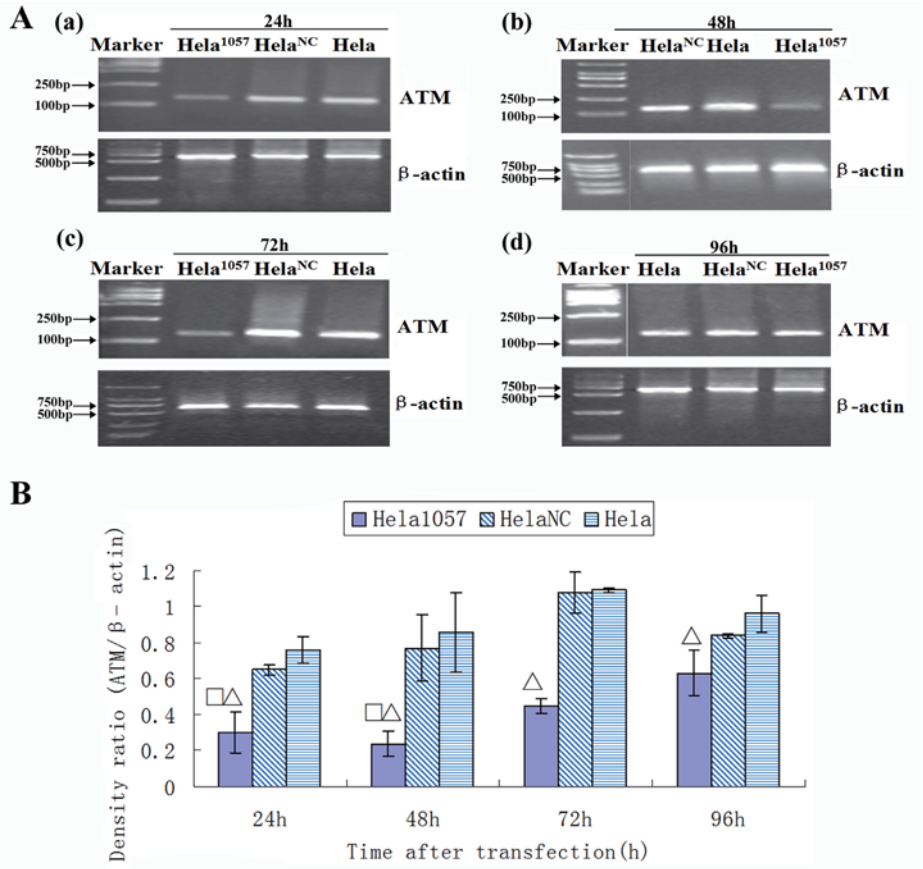 A
(a)
24h
Marker Hela1057 HelaNC Hela
250bp
100bp
ATM
750bp
500bp
β-actin
(b)
48h
Marker HelaNC Hela Hela1057
250bp
100bp
ATM
750bp
500bp
β-actin
(c)
72h
Marker Hela1057 HelaNC Hela
250bp
100bp
ATM
750bp
500bp
β-actin
(d)
96h
Marker Hela HelaNC Hela1057
250bp
100bp
ATM
750bp
500bp
β-actin
B
Hela1057 HelaNC Hela
Density ratio (ATM/β- actin)
1.2
1
0.8
0.6
0.4
0.2
0
□△ □△ △ △
24h 48h 72h 96h
Time after transfection(h)